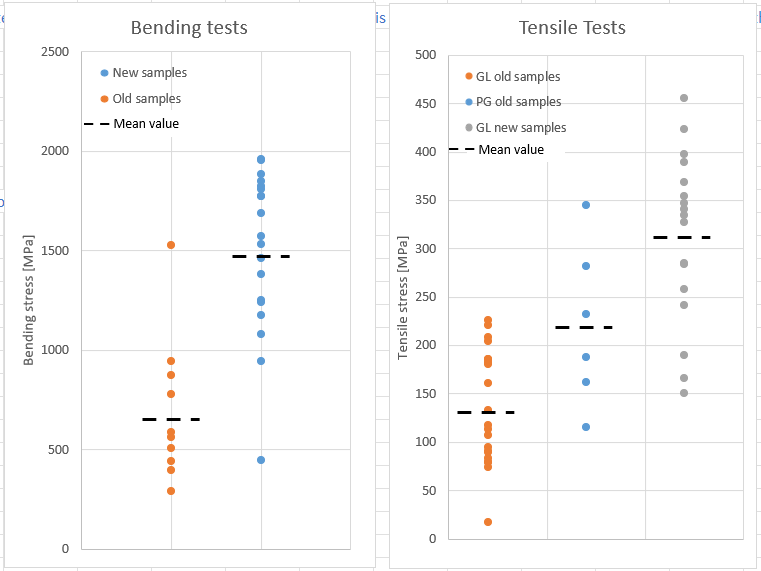 Bending tests
2500
2000
1500
1000
500
0
Bending stress [MPa]
New samples
Old samples
Mean value
is
Tensile Tests
500
450
400
350
300
250
200
150
100
50
0
Tensile stress [MPa]
GL old samples
PG old samples
GL new samples
Mean value